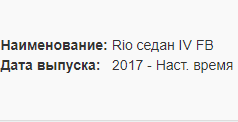 Наименование: Rio седан IV FB
Дата выпуска: 2017 - Наст. время